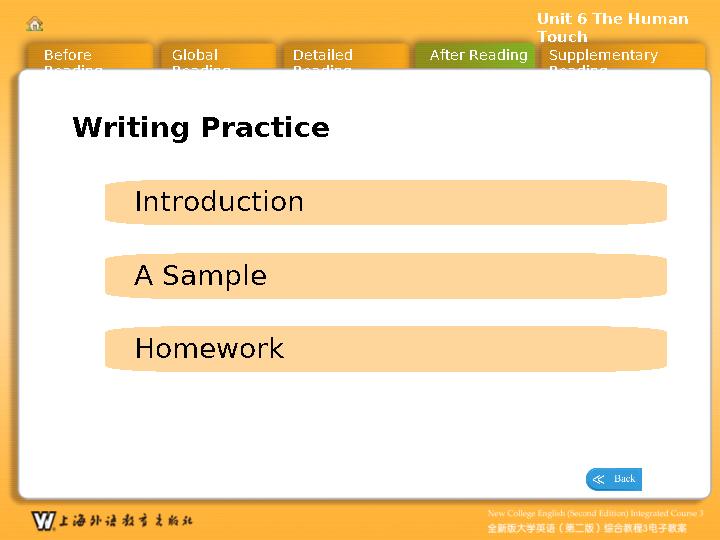 Unit 6 The Human
Touch
Before
Reading
Global
Reading
Detailed
Reading
After Reading
Supplementary
Reading
Writing Practice
Introduction
A Sample
Homework
Back
上海外语教育出版社
New College English (Second Edition) Integrated Course 3
全新版大学英语（第二版）综合教程3电子教案